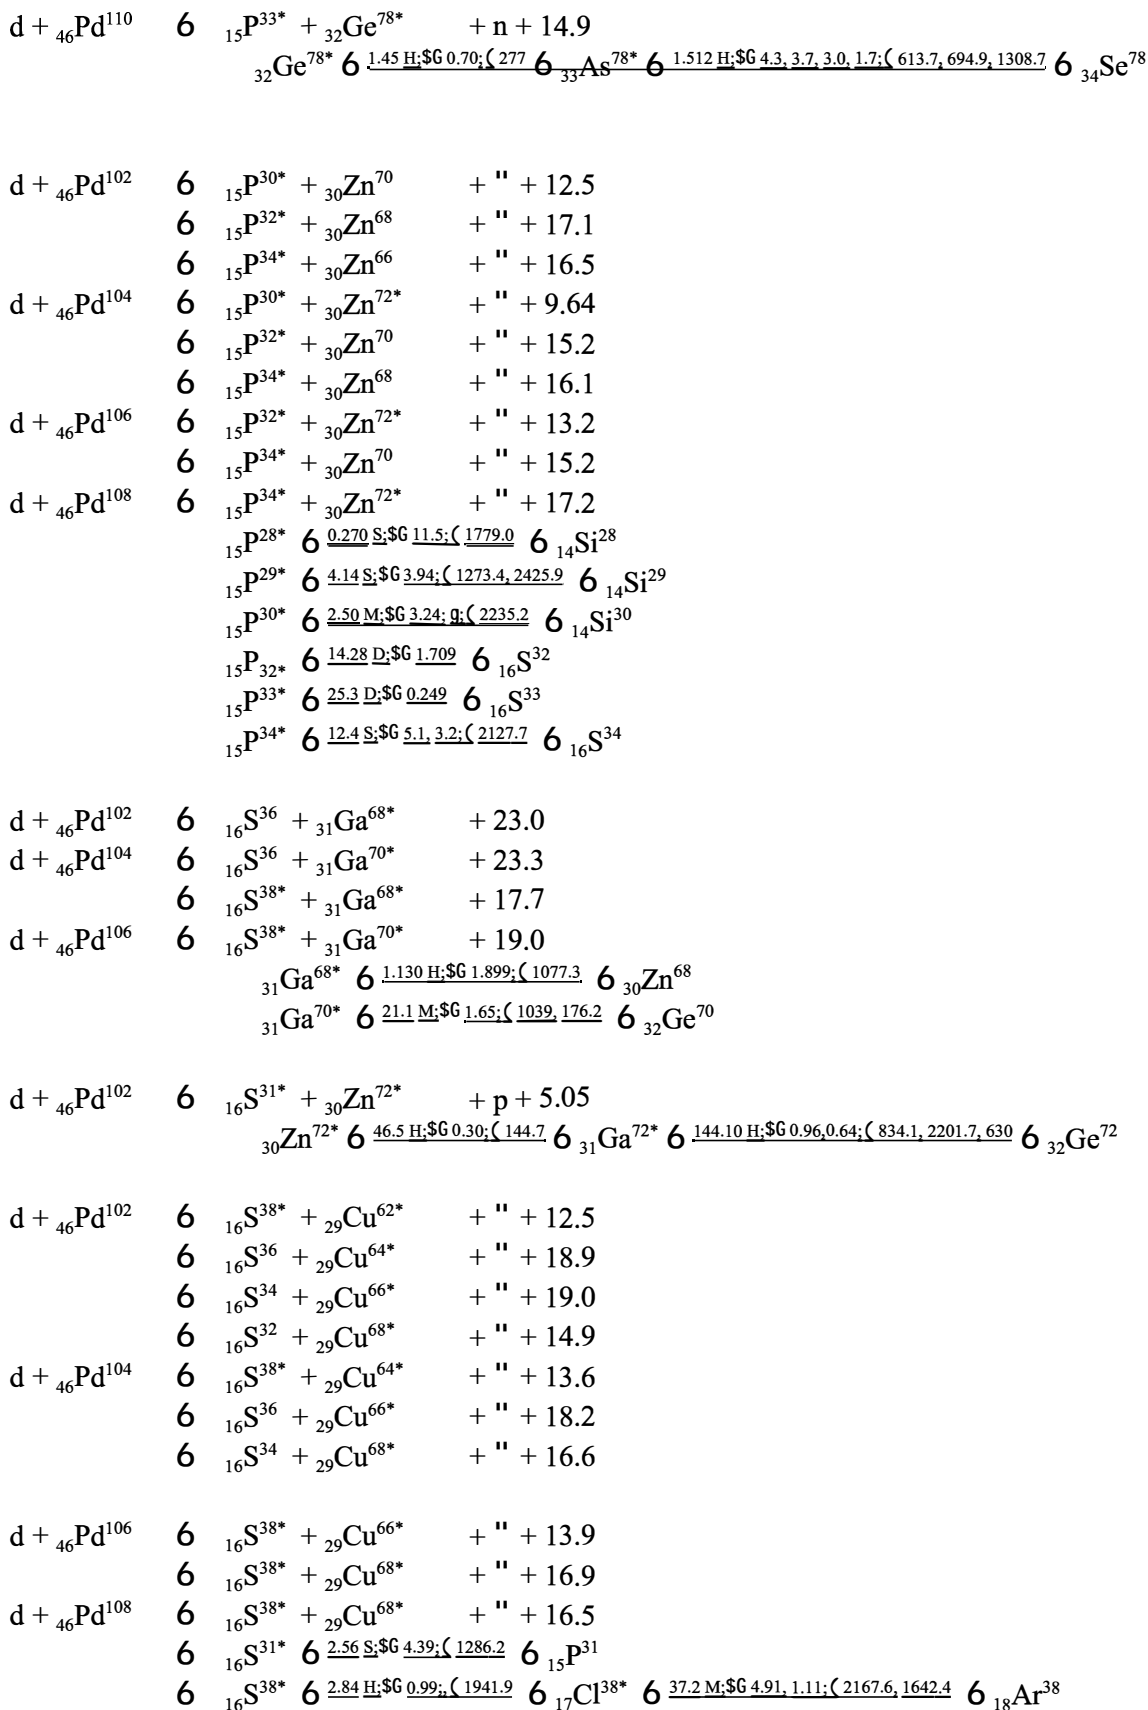 d + ₄₆Pd¹¹⁰ 6 ₁₅P³³* + ₃₂Ge⁷⁸* + n + 14.9
₃₂Ge⁷⁸* 6 1.45 H;$G 0.70;( 277 6 ₃₃As⁷⁸* 6 1.512 H;$G 4.3, 3.7, 3.0, 1.7;( 613.7, 694.9, 1308.7 6 ₃₄Se⁷⁸
d + ₄₆Pd¹⁰² 6 ₁₅P³⁰* + ₃₀Zn⁷⁰ + " + 12.5
6 ₁₅P³²* + ₃₀Zn⁶⁸ + " + 17.1
6 ₁₅P³⁴* + ₃₀Zn⁶⁶ + " + 16.5
d + ₄₆Pd¹⁰⁴ 6 ₁₅P³⁰* + ₃₀Zn⁷²* + " + 9.64
6 ₁₅P³²* + ₃₀Zn⁷⁰ + " + 15.2
6 ₁₅P³⁴* + ₃₀Zn⁶⁸ + " + 16.1
d + ₄₆Pd¹⁰⁶ 6 ₁₅P³²* + ₃₀Zn⁷²* + " + 13.2
6 ₁₅P³⁴* + ₃₀Zn⁷⁰ + " + 15.2
d + ₄₆Pd¹⁰⁸ 6 ₁₅P³⁴* + ₃₀Zn⁷²* + " + 17.2
₁₅P²⁸* 6 0.270 S;$G 11.5;( 1779.0 6 ₁₄Si²⁸
₁₅P²⁹* 6 4.14 S;$G 3.94;( 1273.4, 2425.9 6 ₁₄Si²⁹
₁₅P³⁰* 6 2.50 M;$G 3.24; g;( 2235.2 6 ₁₄Si³⁰
₁₅P₃₂* 6 14.28 D;$G 1.709 6 ₁₆S³²
₁₅P³³* 6 25.3 D;$G 0.249 6 ₁₆S³³
₁₅P³⁴* 6 12.4 S;$G 5.1, 3.2;( 2127.7 6 ₁₆S³⁴
d + ₄₆Pd¹⁰² 6 ₁₆S³⁶ + ₃₁Ga⁶⁸* + 23.0
d + ₄₆Pd¹⁰⁴ 6 ₁₆S³⁶ + ₃₁Ga⁷⁰* + 23.3
6 ₁₆S³⁸* + ₃₁Ga⁶⁸* + 17.7
d + ₄₆Pd¹⁰⁶ 6 ₁₆S³⁸* + ₃₁Ga⁷⁰* + 19.0
₃₁Ga⁶⁸* 6 1.130 H;$G 1.899;( 1077.3 6 ₃₀Zn⁶⁸
₃₁Ga⁷⁰* 6 21.1 M;$G 1.65;( 1039, 176.2 6 ₃₂Ge⁷⁰
d + ₄₆Pd¹⁰² 6 ₁₆S³¹* + ₃₀Zn⁷²* + p + 5.05
₃₀Zn⁷²* 6 46.5 H;$G 0.30;( 144.7 6 ₃₁Ga⁷²* 6 144.10 H;$G 0.96,0.64;( 834.1, 2201.7, 630 6 ₃₂Ge⁷²
d + ₄₆Pd¹⁰² 6 ₁₆S³⁸* + ₂₉Cu⁶²* + " + 12.5
6 ₁₆S³⁶ + ₂₉Cu⁶⁴* + " + 18.9
6 ₁₆S³⁴ + ₂₉Cu⁶⁶* + " + 19.0
6 ₁₆S³² + ₂₉Cu⁶⁸* + " + 14.9
d + ₄₆Pd¹⁰⁴ 6 ₁₆S³⁸* + ₂₉Cu⁶⁴* + " + 13.6
6 ₁₆S³⁶ + ₂₉Cu⁶⁶* + " + 18.2
6 ₁₆S³⁴ + ₂₉Cu⁶⁸* + " + 16.6
d + ₄₆Pd¹⁰⁶ 6 ₁₆S³⁸* + ₂₉Cu⁶⁶* + " + 13.9
6 ₁₆S³⁸* + ₂₉Cu⁶⁸* + " + 16.9
d + ₄₆Pd¹⁰⁸ 6 ₁₆S³⁸* + ₂₉Cu⁶⁸* + " + 16.5
6 ₁₆S³¹* 6 2.56 S;$G 4.39;( 1286.2 6 ₁₅P³¹
6 ₁₆S³⁸* 6 2.84 H;$G 0.99;,( 1941.9 6 ₁₇Cl³⁸* 6 37.2 M;$G 4.91, 1.11;( 2167.6, 1642.4 6 ₁₈Ar³⁸